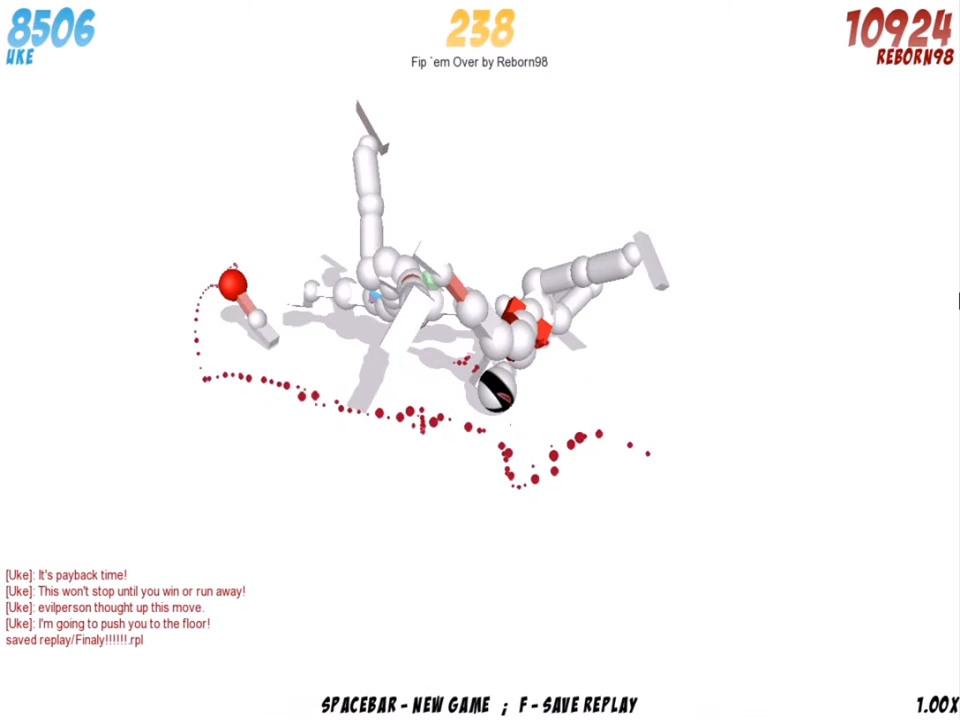 8506
UKE
238
Fip `em Over by Reborn98
10924
REBORN98
[Uke]: It's payback time!
[Uke]: This won't stop until you win or run away!
[Uke]: evilperson thought up this move.
[Uke]: I'm going to push you to the floor!
saved replay/Finaly!!!!!!.rpl
SPACEBAR - NEW GAME ; F - SAVE REPLAY
1.00X